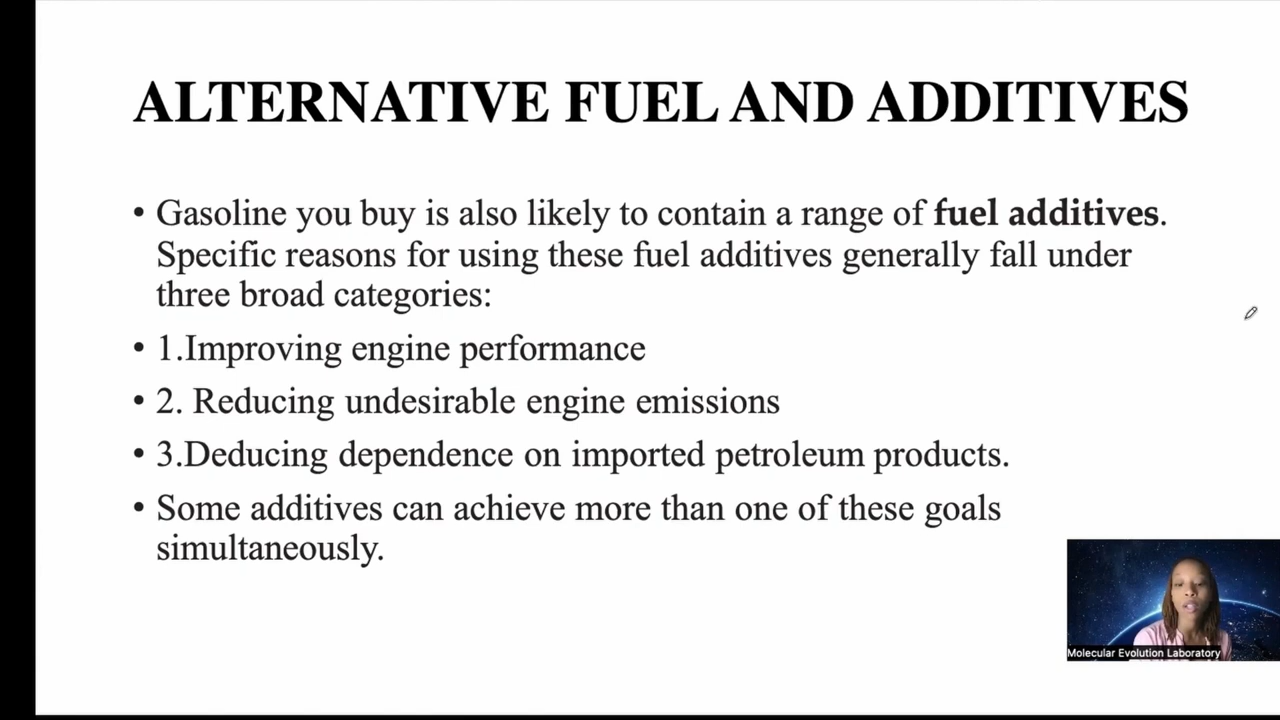 ALTERNATIVE FUEL AND ADDITIVES
• Gasoline you buy is also likely to contain a range of fuel additives.
Specific reasons for using these fuel additives generally fall under
three broad categories:
• 1.Improving engine performance
• 2. Reducing undesirable engine emissions
• 3.Deducing dependence on imported petroleum products.
• Some additives can achieve more than one of these goals
simultaneously.
Molecular Evolution Laboratory